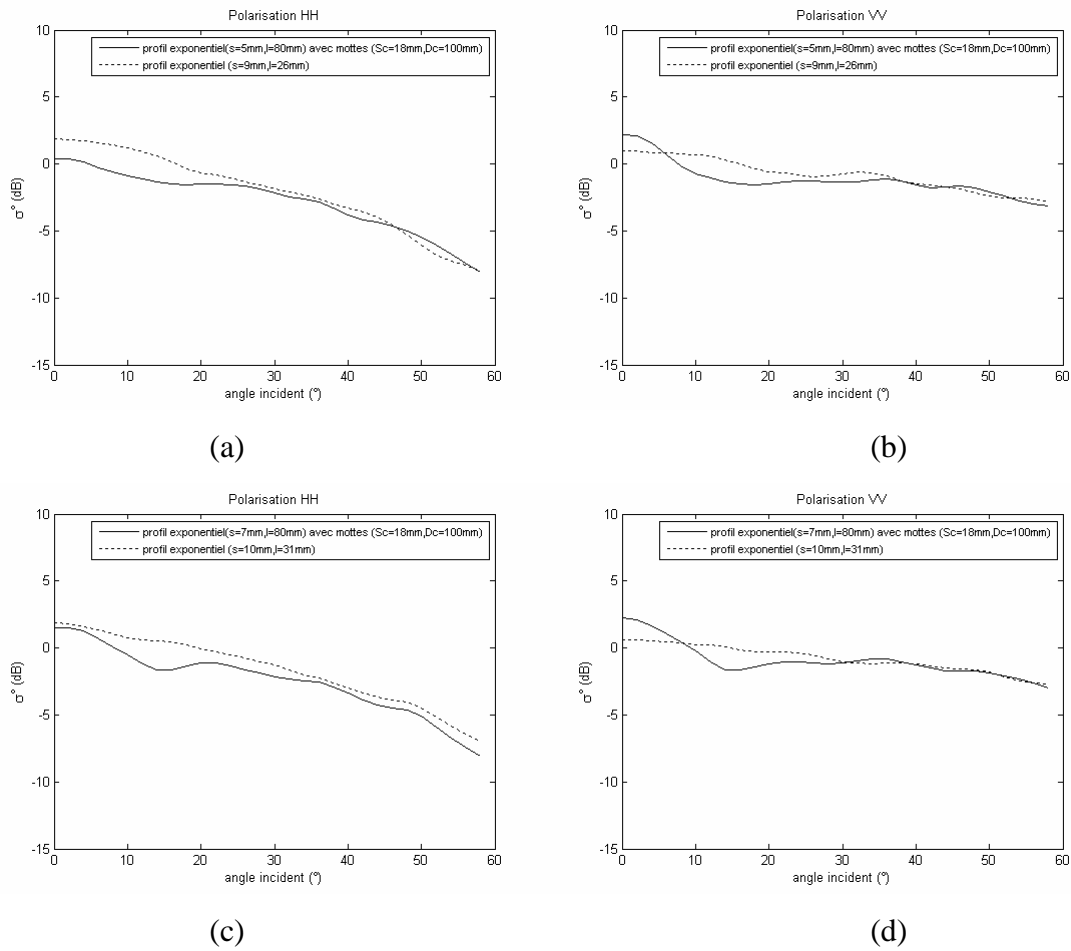 Polarisation HH
profil exponentiel(s=5mm,l=80mm) avec mottes (Sc=18mm,Dc=100mm)
profil exponentiel (s=9mm,l=26mm)
10
5
0
-5
-10
-15
σ° (dB)
0 10 20 30 40 50 60
angle incident (°)
(a)
Polarisation VV
profil exponentiel(s=5mm,l=80mm) avec mottes (Sc=18mm,Dc=100mm)
profil exponentiel (s=9mm,l=26mm)
10
5
0
-5
-10
-15
σ° (dB)
0 10 20 30 40 50 60
angle incident (°)
(b)
Polarisation HH
profil exponentiel(s=7mm,l=80mm) avec mottes (Sc=18mm,Dc=100mm)
profil exponentiel (s=10mm,l=31mm)
10
5
0
-5
-10
-15
σ° (dB)
0 10 20 30 40 50 60
angle incident (°)
(c)
Polarisation VV
profil exponentiel(s=7mm,l=80mm) avec mottes (Sc=18mm,Dc=100mm)
profil exponentiel (s=10mm,l=31mm)
10
5
0
-5
-10
-15
σ° (dB)
0 10 20 30 40 50 60
angle incident (°)
(d)